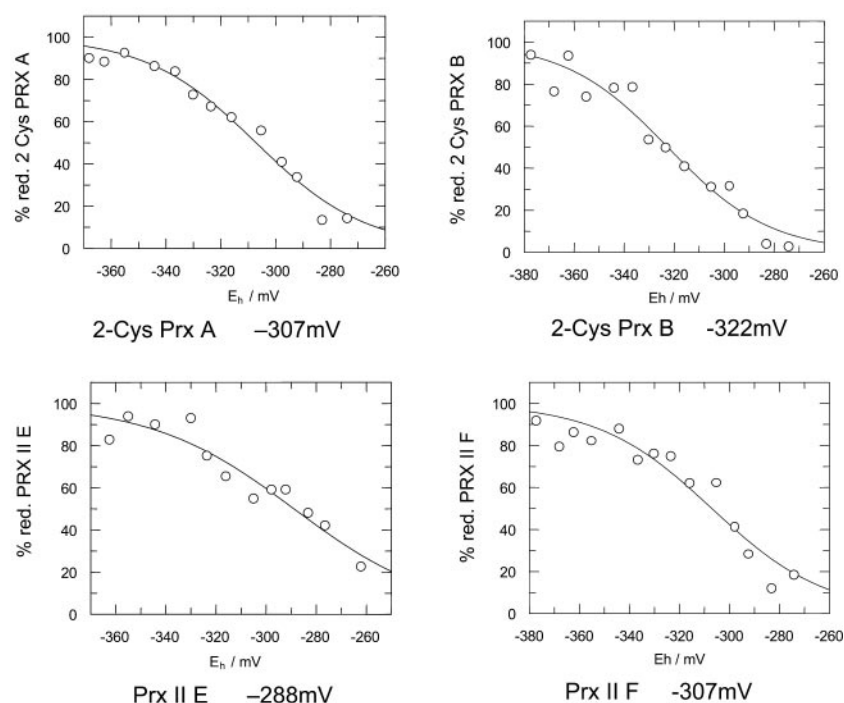 100
80
60
40
20
0
% red. 2 Cys PRX A
-360 -340 -320 -300 -280 -260
E_h / mV
2-Cys Prx A –307mV
100
80
60
40
20
0
% red. 2 Cys PRX B
-380 -360 -340 -320 -300 -280 -260
Eh / mV
2-Cys Prx B -322mV
100
80
60
40
20
0
% red. PRX II E
-360 -340 -320 -300 -280 -260
E_h / mV
Prx II E –288mV
100
80
60
40
20
0
% red. PRX II F
-380 -360 -340 -320 -300 -280 -260
Eh / mV
Prx II F -307mV